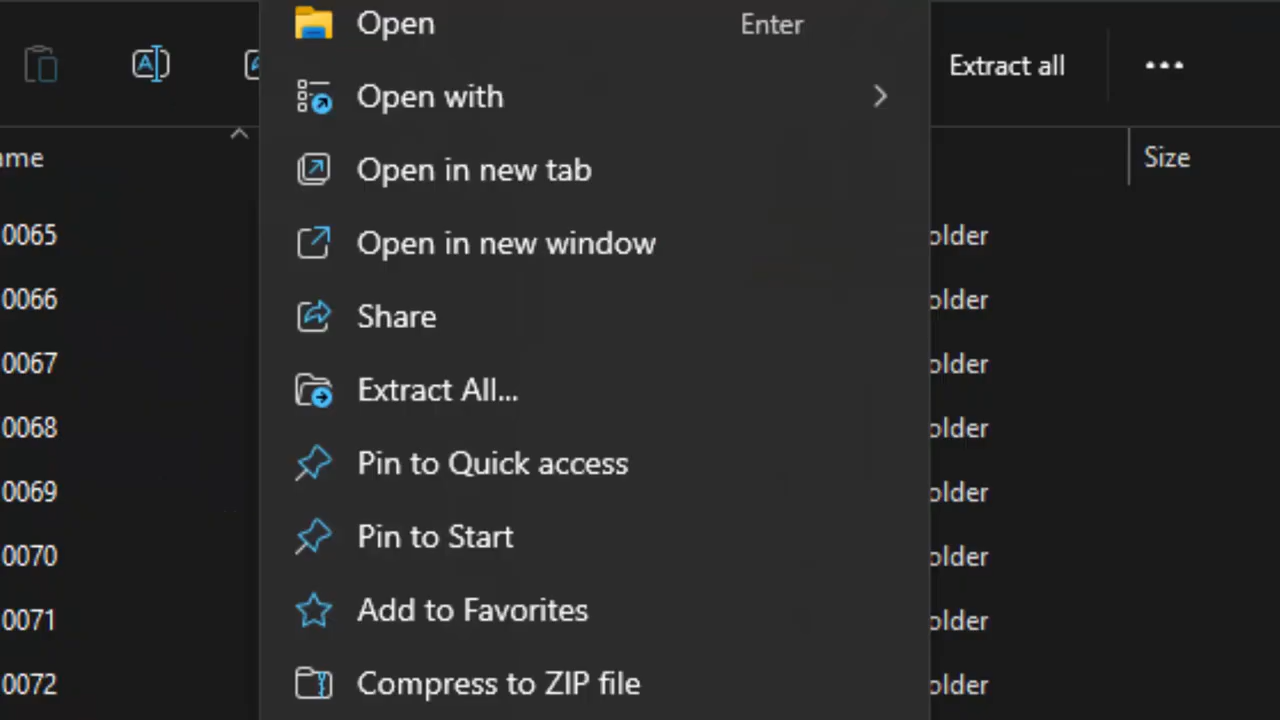 Open Enter
Extract all
Open with
ame Size
Open in new tab
0065 older
Open in new window
0066 older
Share
0067 older
Extract All...
0068 older
Pin to Quick access
0069 older
Pin to Start
0070 older
Add to Favorites
0071 older
Compress to ZIP file
0072 older